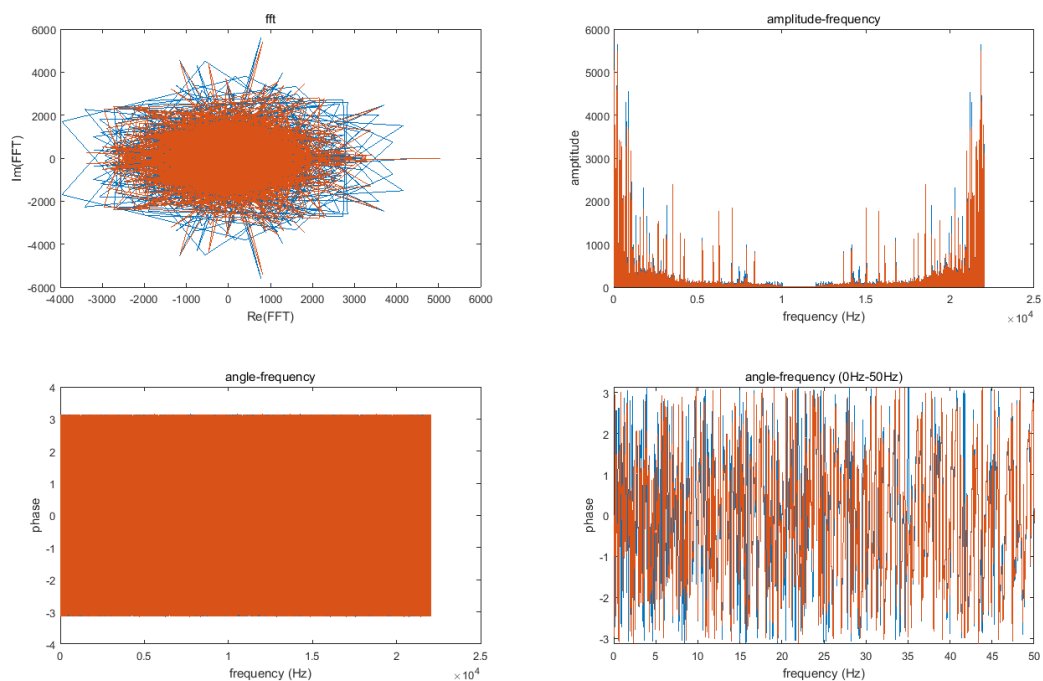 fft
6000
4000
2000
0
-2000
-4000
-6000
Im(FFT)
-4000 -3000 -2000 -1000 0 1000 2000 3000 4000 5000 6000
Re(FFT)
amplitude-frequency
6000
5000
4000
3000
2000
1000
0
amplitude
0 0.5 1 1.5 2 2.5
frequency (Hz)
×10⁴
angle-frequency
4
3
2
1
0
-1
-2
-3
-4
phase
0 0.5 1 1.5 2 2.5
frequency (Hz)
×10⁴
angle-frequency (0Hz-50Hz)
3
2
1
0
-1
-2
-3
phase
0 5 10 15 20 25 30 35 40 45 50
frequency (Hz)